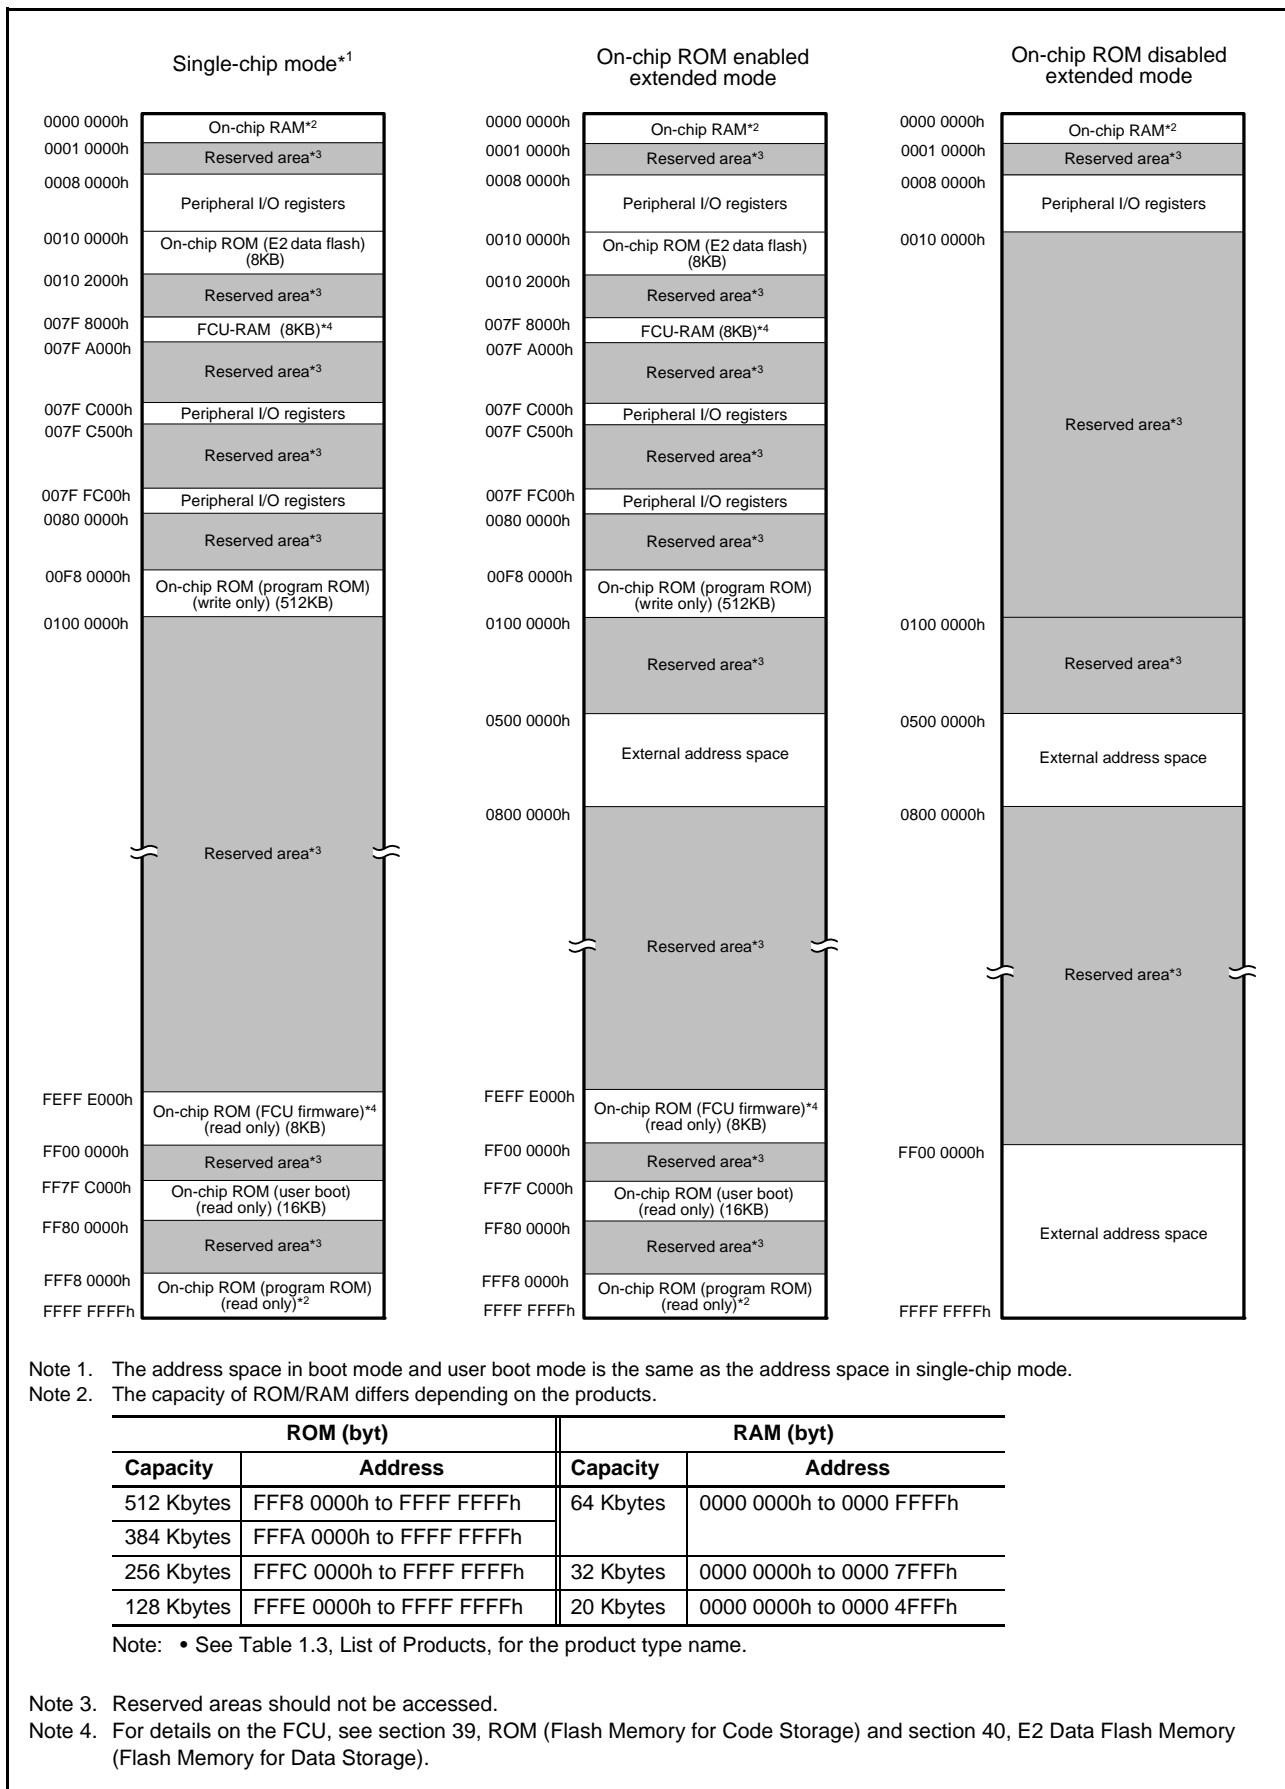 Single-chip mode*1
0000 0000h
On-chip RAM*2
0001 0000h
Reserved area*3
0008 0000h
Peripheral I/O registers
0010 0000h
On-chip ROM (E2 data flash)
(8KB)
0010 2000h
Reserved area*3
007F 8000h
FCU-RAM (8KB)*4
007F A000h
Reserved area*3
007F C000h
Peripheral I/O registers
007F C500h
Reserved area*3
007F FC00h
Peripheral I/O registers
0080 0000h
Reserved area*3
00F8 0000h
On-chip ROM (program ROM)
(write only) (512KB)
0100 0000h
Reserved area*3
FEFF E000h
On-chip ROM (FCU firmware)*4
(read only) (8KB)
FF00 0000h
Reserved area*3
FF7F C000h
On-chip ROM (user boot)
(read only) (16KB)
FF80 0000h
Reserved area*3
FFF8 0000h
On-chip ROM (program ROM)
(read only)*2
FFFF FFFFh
On-chip ROM enabled
extended mode
0000 0000h
On-chip RAM*2
0001 0000h
Reserved area*3
0008 0000h
Peripheral I/O registers
0010 0000h
On-chip ROM (E2 data flash)
(8KB)
0010 2000h
Reserved area*3
007F 8000h
FCU-RAM (8KB)*4
007F A000h
Reserved area*3
007F C000h
Peripheral I/O registers
007F C500h
Reserved area*3
007F FC00h
Peripheral I/O registers
0080 0000h
Reserved area*3
00F8 0000h
On-chip ROM (program ROM)
(write only) (512KB)
0100 0000h
Reserved area*3
0500 0000h
External address space
0800 0000h
Reserved area*3
FEFF E000h
On-chip ROM (FCU firmware)*4
(read only) (8KB)
FF00 0000h
Reserved area*3
FF7F C000h
On-chip ROM (user boot)
(read only) (16KB)
FF80 0000h
Reserved area*3
FFF8 0000h
On-chip ROM (program ROM)
(read only)*2
FFFF FFFFh
On-chip ROM disabled
extended mode
0000 0000h
On-chip RAM*2
0001 0000h
Reserved area*3
0008 0000h
Peripheral I/O registers
0010 0000h
Reserved area*3
0100 0000h
Reserved area*3
0500 0000h
External address space
0800 0000h
Reserved area*3
FF00 0000h
External address space
FFFF FFFFh
Note 1. The address space in boot mode and user boot mode is the same as the address space in single-chip mode.
Note 2. The capacity of ROM/RAM differs depending on the products.
ROM (byt) RAM (byt)
Capacity Address Capacity Address
512 Kbytes FFF8 0000h to FFFF FFFFh 64 Kbytes 0000 0000h to 0000 FFFFh
384 Kbytes FFFA 0000h to FFFF FFFFh
256 Kbytes FFFC 0000h to FFFF FFFFh 32 Kbytes 0000 0000h to 0000 7FFFh
128 Kbytes FFFE 0000h to FFFF FFFFh 20 Kbytes 0000 0000h to 0000 4FFFh
Note: • See Table 1.3, List of Products, for the product type name.
Note 3. Reserved areas should not be accessed.
Note 4. For details on the FCU, see section 39, ROM (Flash Memory for Code Storage) and section 40, E2 Data Flash Memory
(Flash Memory for Data Storage).